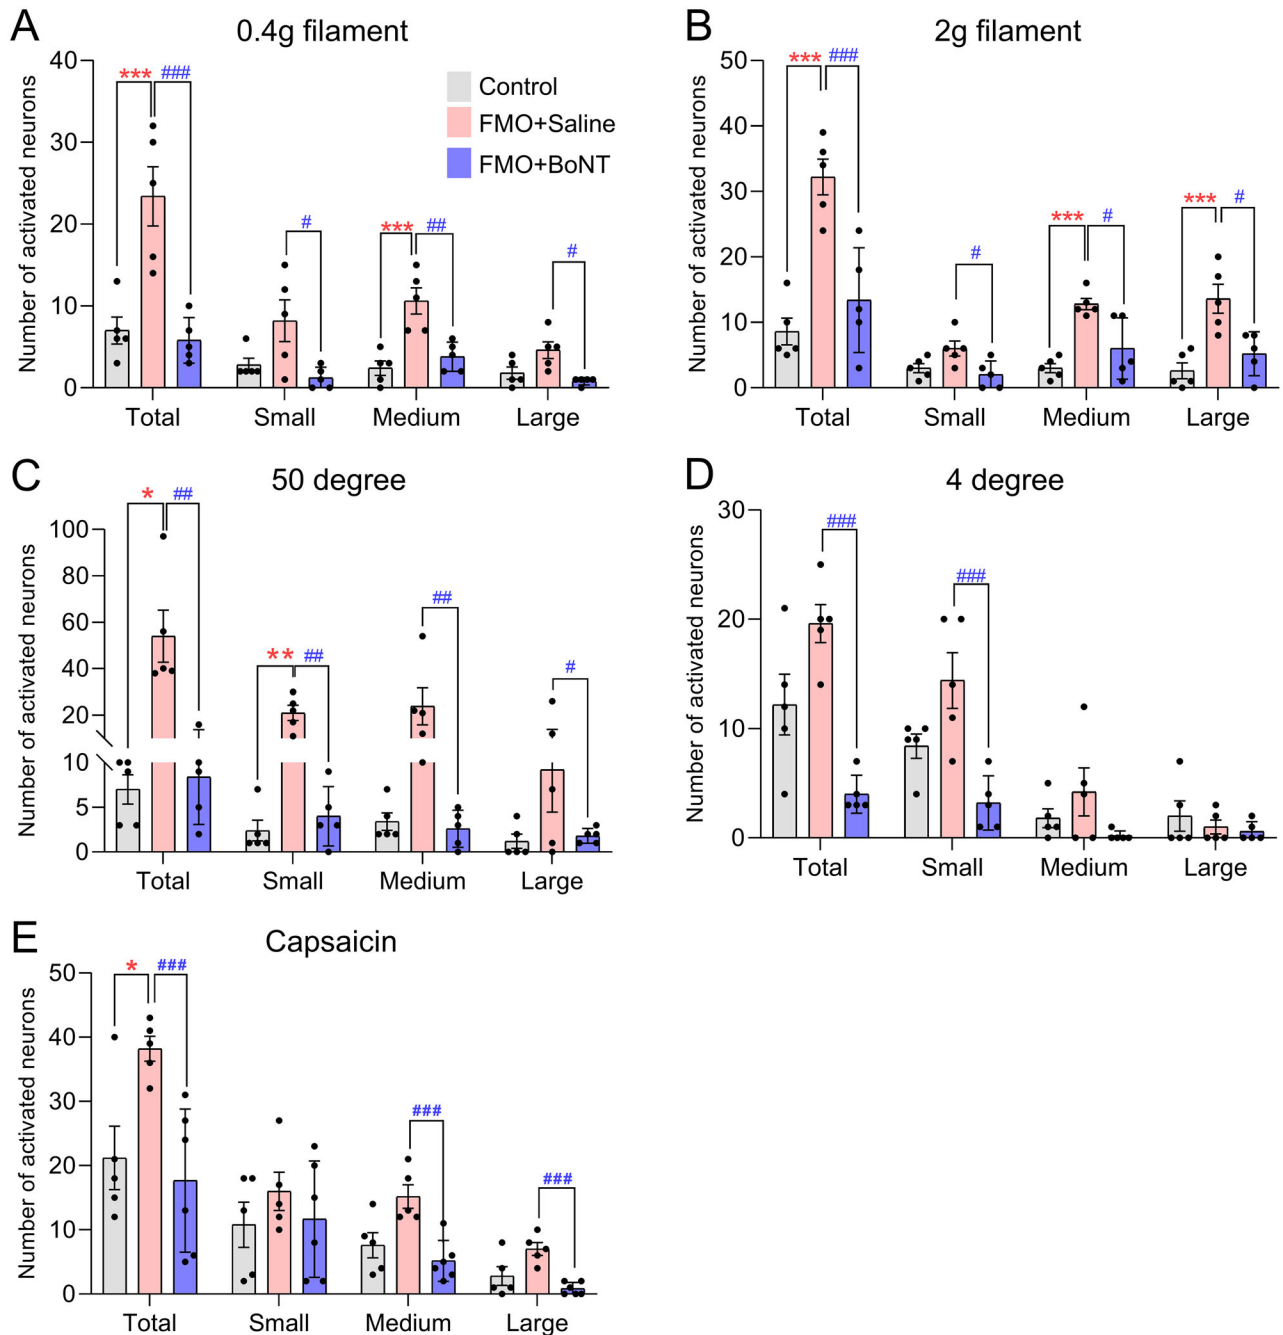 A
0.4g filament
Number of activated neurons
40
30
20
10
0
*** ###
#
*** ##
#
Control
FMO+Saline
FMO+BoNT
Total Small Medium Large
B
2g filament
Number of activated neurons
50
40
30
20
10
0
*** ###
#
*** #
*** #
Total Small Medium Large
C
50 degree
Number of activated neurons
100
80
60
40
20
10
5
0
* ##
** ##
##
#
Total Small Medium Large
D
4 degree
Number of activated neurons
30
20
10
0
###
###
Total Small Medium Large
E
Capsaicin
Number of activated neurons
50
40
30
20
10
0
* ###
###
###
Total Small Medium Large